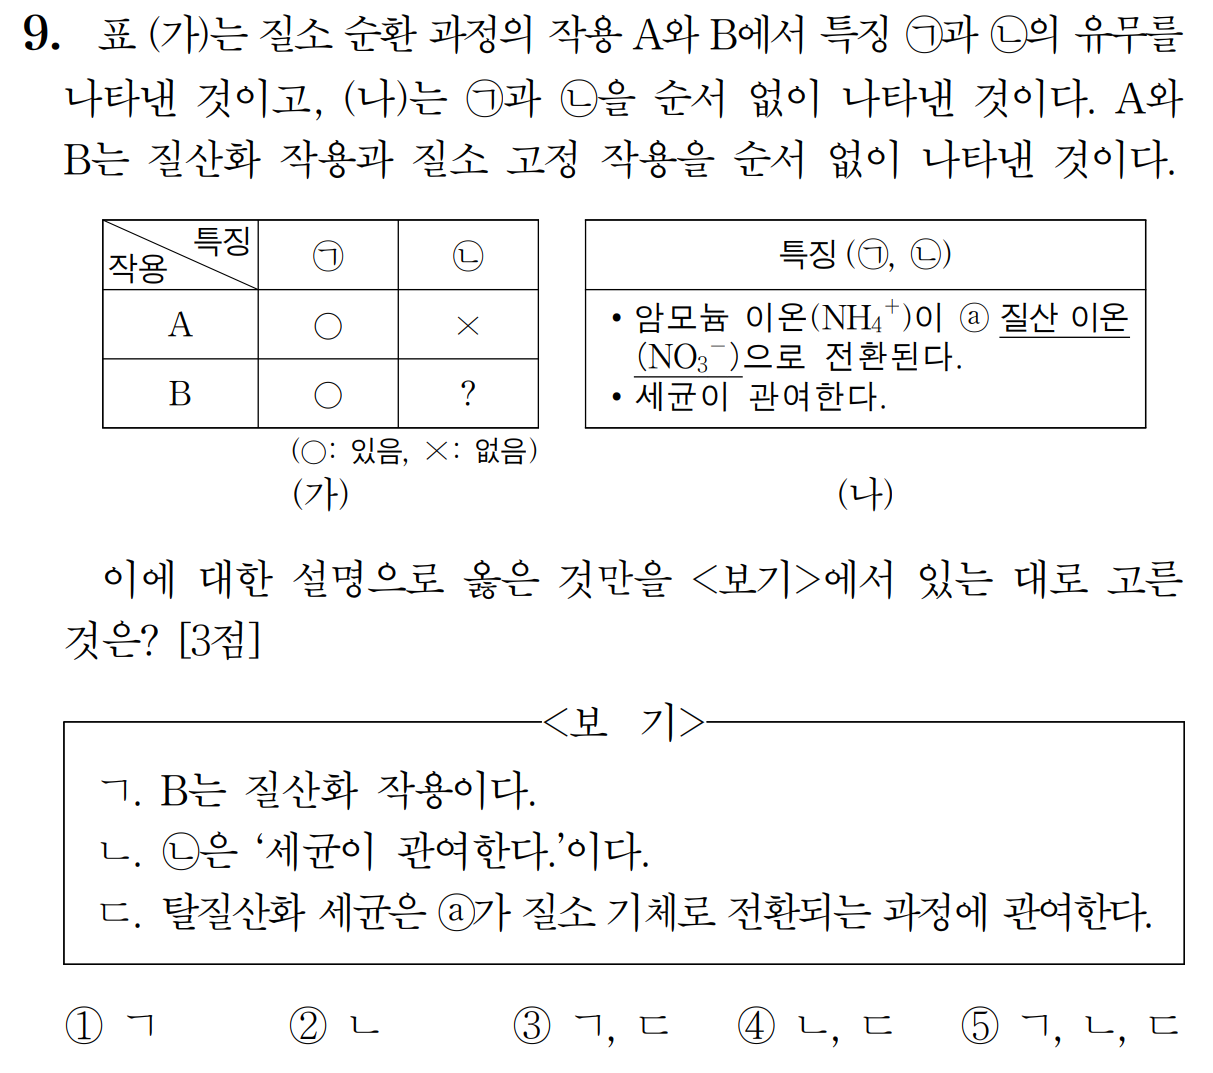 9. 표 (가)는 질소 순환 과정의 작용 A와 B에서 특징 ㉠과 ㉡의 유무를
나타낸 것이고, (나)는 ㉠과 ㉡을 순서 없이 나타낸 것이다. A와
B는 질산화 작용과 질소 고정 작용을 순서 없이 나타낸 것이다.
특징
작용
㉠ ㉡
A ○ ×
B ○ ?
(○: 있음, ×: 없음)
(가)
특징 (㉠, ㉡)
• 암모늄 이온(NH₄⁺)이 ⓐ 질산 이온
(NO₃⁻)으로 전환된다.
• 세균이 관여한다.
(나)
이에 대한 설명으로 옳은 것만을 <보기>에서 있는 대로 고른
것은? [3점]
<보 기>
ㄱ. B는 질산화 작용이다.
ㄴ. ㉡은 ‘세균이 관여한다.’이다.
ㄷ. 탈질산화 세균은 ⓐ가 질소 기체로 전환되는 과정에 관여한다.
① ㄱ ② ㄴ ③ ㄱ, ㄷ ④ ㄴ, ㄷ ⑤ ㄱ, ㄴ, ㄷ